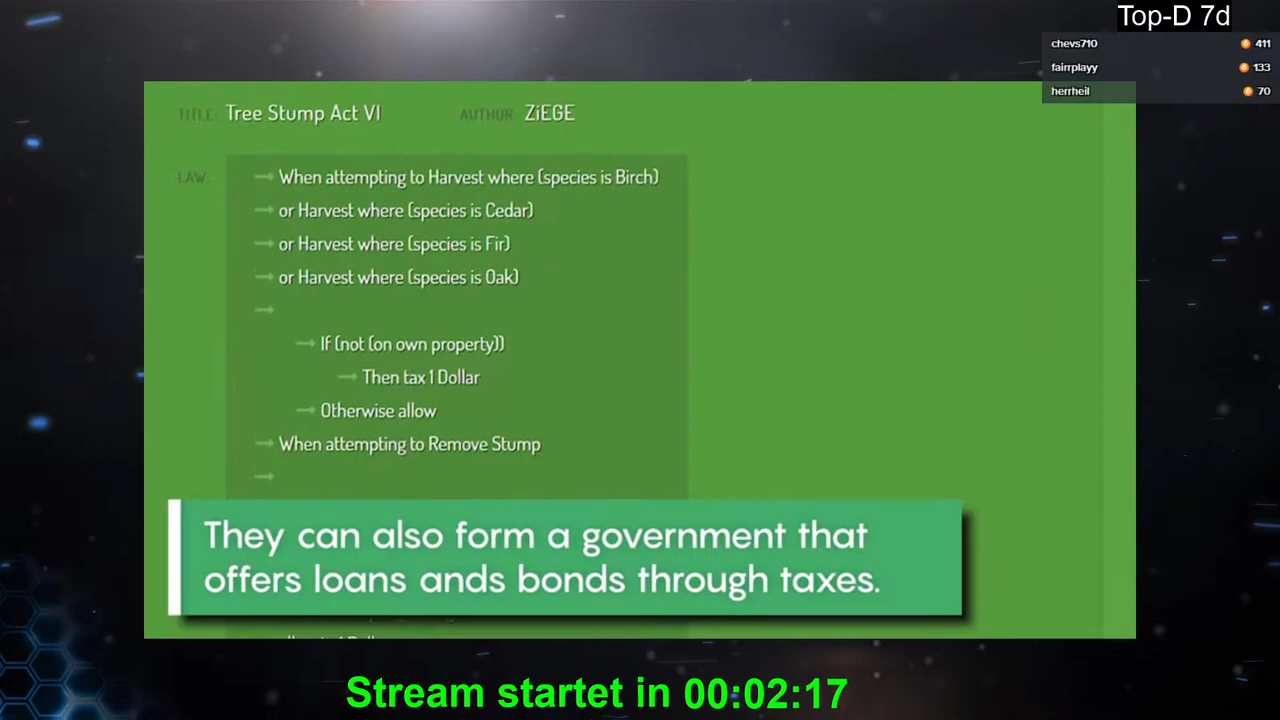 Top-D 7d
chevs710 411
fairrplayy 133
herrheil 70
TITLE: Tree Stump Act VI AUTHOR: ZiEGE
LAW: When attempting to Harvest where (species is Birch)
or Harvest where (species is Cedar)
or Harvest where (species is Fir)
or Harvest where (species is Oak)
If (not (on own property))
Then tax 1 Dollar
Otherwise allow
When attempting to Remove Stump
They can also form a government that
offers loans ands bonds through taxes.
Stream startet in 00:02:17